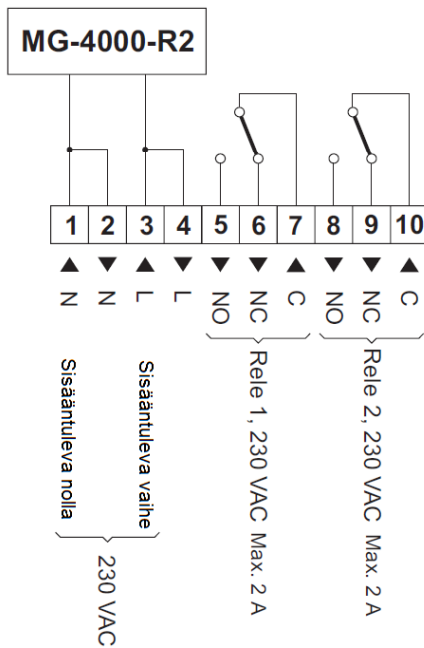 MG-4000-R2
1 2 3 4 5 6 7 8 9 10
N N L L NO NC C NO NC C
Sisääntuleva nolla
Sisääntuleva vaihe
230 VAC
Rele 1, 230 VAC Max. 2 A
Rele 2, 230 VAC Max. 2 A